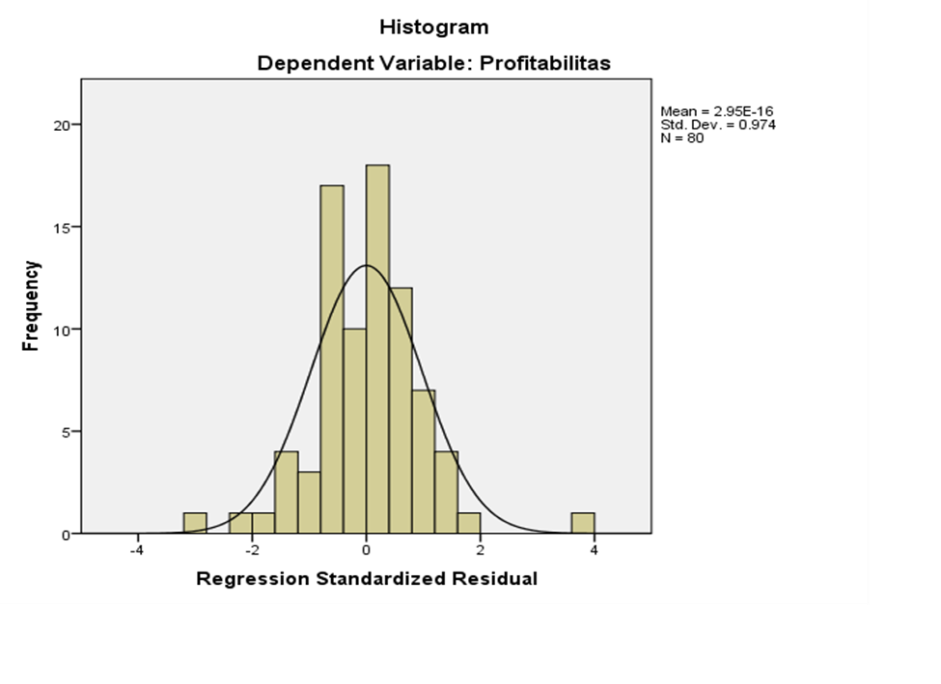 Histogram
Dependent Variable: Profitabilitas
Mean = 2.95E-16
Std. Dev. = 0.974
N = 80
Frequency
20
15
10
5
0
-4
-2
0
2
4
Regression Standardized Residual